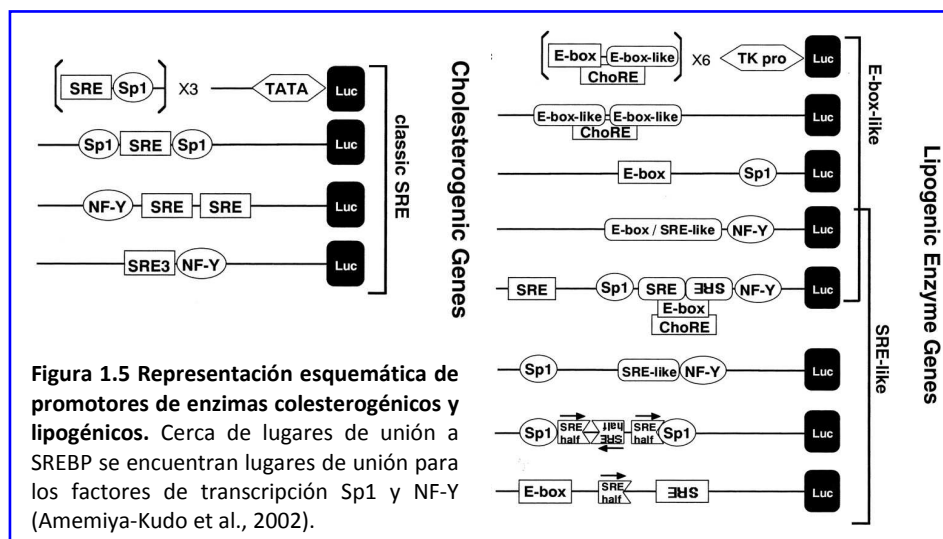 SRE Sp1 X3 TATA Luc
Sp1 SRE Sp1 Luc
NF-Y SRE SRE Luc
SRE3 NF-Y Luc
classic SRE
Cholesterogenic Genes
E-box E-box-like ChoRE X6 TK pro Luc
E-box-like E-box-like Luc
ChoRE
E-box Sp1 Luc
E-box / SRE-like NF-Y Luc
SRE Sp1 SRE SRE NF-Y Luc
E-box
ChoRE
Sp1 SRE-like NF-Y Luc
Sp1 SRE half SRE half SRE half Sp1 Luc
E-box SRE half SRE Luc
E-box-like
SRE-like
Lipogenic Enzyme Genes
Figura 1.5 Representación esquemática de
promotores de enzimas colesterogénicos y
lipogénicos. Cerca de lugares de unión a
SREBP se encuentran lugares de unión para
los factores de transcripción Sp1 y NF-Y
(Amemiya-Kudo et al., 2002).